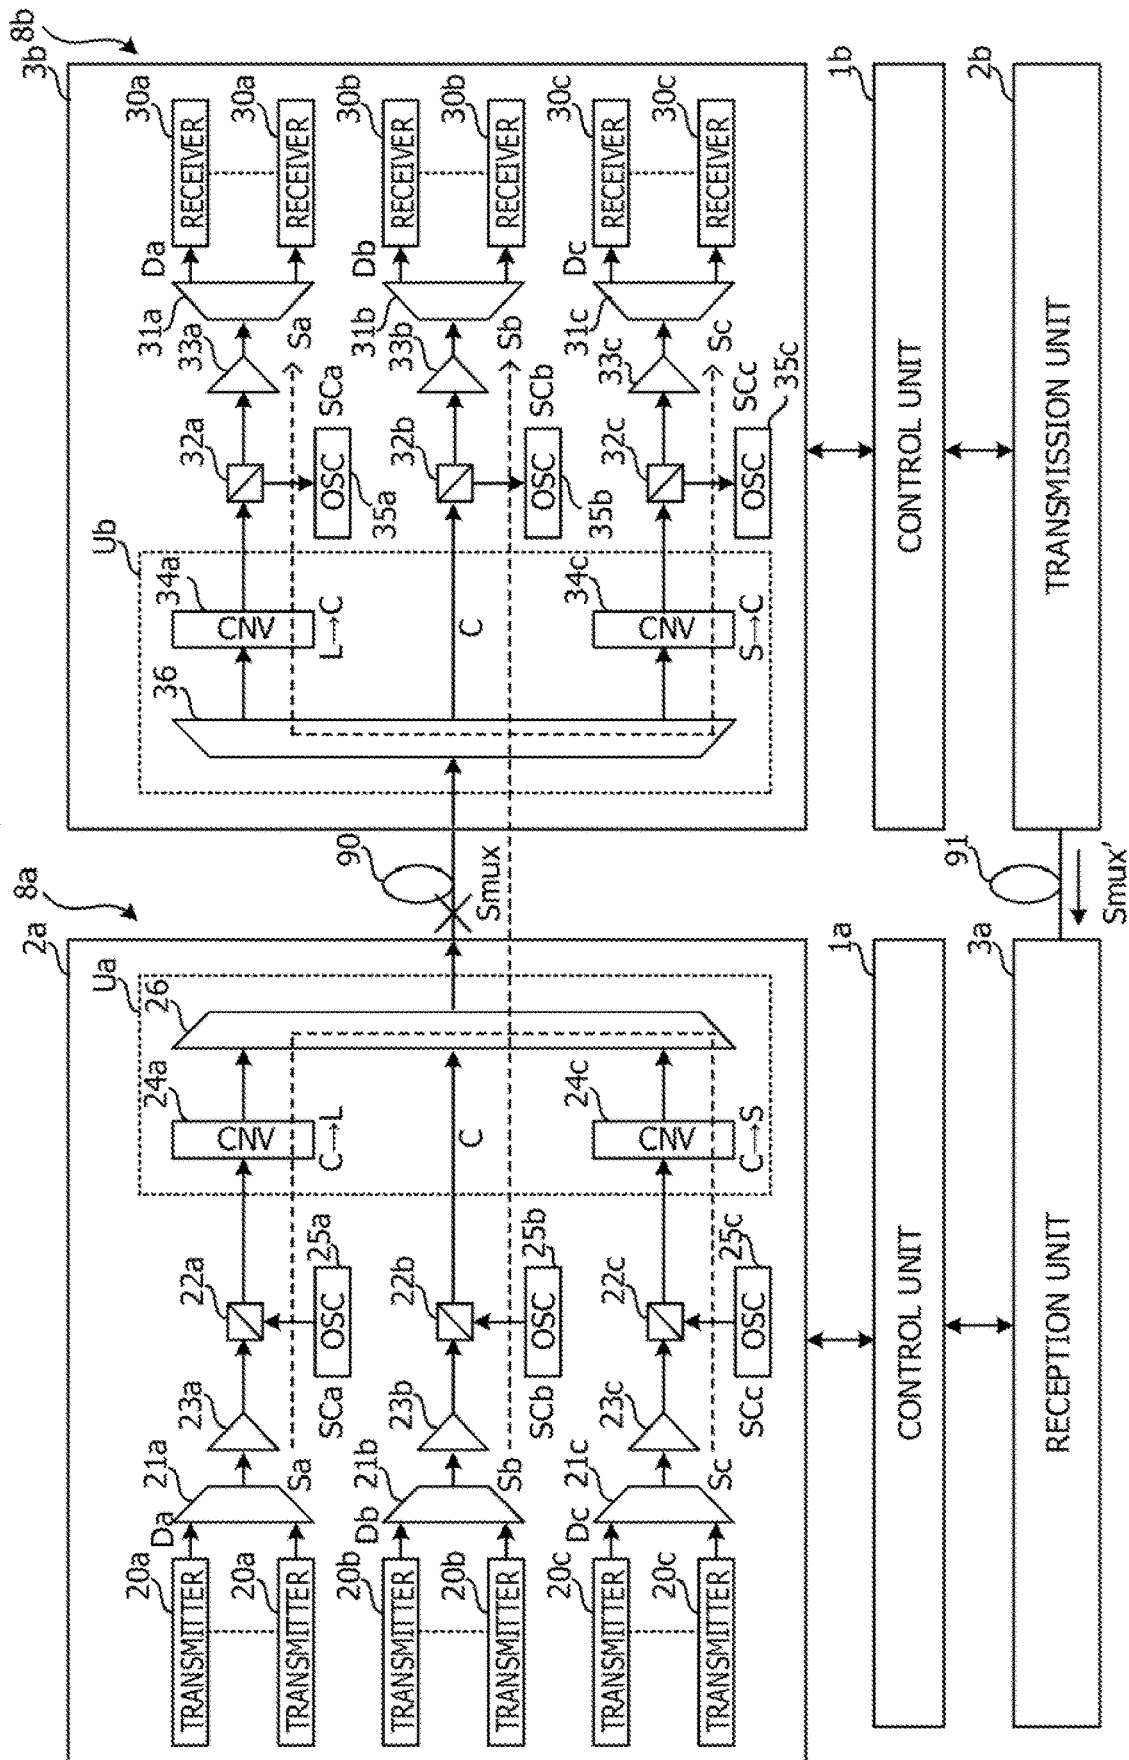 8a
8b
2a
3b
Ua
Ub
20a
TRANSMITTER
20a
TRANSMITTER
Da
21a
Sa
23a
22a
SCa
OSC
25a
24a
CNV
C→L
26
36
34a
CNV
L→C
32a
OSC
35a
SCa
33a
Sa
31a
Da
30a
RECEIVER
30a
RECEIVER
20b
TRANSMITTER
20b
TRANSMITTER
Db
21b
Sb
23b
22b
SCb
OSC
25b
C
90
Smux
C
32b
OSC
35b
SCb
33b
Sb
31b
Db
30b
RECEIVER
30b
RECEIVER
20c
TRANSMITTER
20c
TRANSMITTER
Dc
21c
Sc
23c
22c
SCc
OSC
25c
24c
CNV
C→S
34c
CNV
S→C
32c
OSC
35c
SCc
33c
Sc
31c
Dc
30c
RECEIVER
30c
RECEIVER
1a
CONTROL UNIT
1b
CONTROL UNIT
3a
RECEPTION UNIT
91
Smux'
2b
TRANSMISSION UNIT